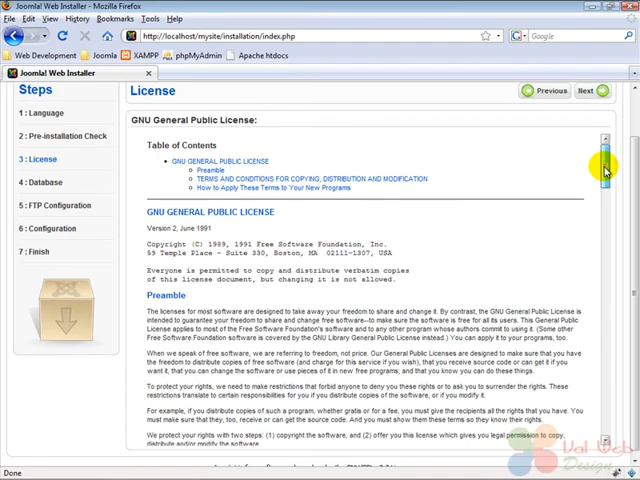 Joomla! Web Installer - Mozilla Firefox
File Edit View History Bookmarks Tools Help
http://localhost/mysite/installation/index.php
Google
Web Development Joomla XAMPP phpMyAdmin Apache htdocs
Joomla! Web Installer
Steps
1 : Language
2 : Pre-installation Check
3 : License
4 : Database
5 : FTP Configuration
6 : Configuration
7 : Finish
License
Previous Next
GNU General Public License:
Table of Contents
GNU GENERAL PUBLIC LICENSE
Preamble
TERMS AND CONDITIONS FOR COPYING, DISTRIBUTION AND MODIFICATION
How to Apply These Terms to Your New Programs
GNU GENERAL PUBLIC LICENSE
Version 2, June 1991
Copyright (C) 1989, 1991 Free Software Foundation, Inc.
59 Temple Place - Suite 330, Boston, MA 02111-1307, USA
Everyone is permitted to copy and distribute verbatim copies
of this license document, but changing it is not allowed.
Preamble
The licenses for most software are designed to take away your freedom to share and change it. By contrast, the GNU General Public License is
intended to guarantee your freedom to share and change free software--to make sure the software is free for all its users. This General Public
License applies to most of the Free Software Foundation's software and to any other program whose authors commit to using it. (Some other
Free Software Foundation software is covered by the GNU Library General Public License instead.) You can apply it to your programs, too.
When we speak of free software, we are referring to freedom, not price. Our General Public Licenses are designed to make sure that you have
the freedom to distribute copies of free software (and charge for this service if you wish), that you receive source code or can get it if you
want it, that you can change the software or use pieces of it in new free programs; and that you know you can do these things.
To protect your rights, we need to make restrictions that forbid anyone to deny you these rights or to ask you to surrender the rights. These
restrictions translate to certain responsibilities for you if you distribute copies of the software, or if you modify it.
For example, if you distribute copies of such a program, whether gratis or for a fee, you must give the recipients all the rights that you have. You
must make sure that they, too, receive or can get the source code. And you must show them these terms so they know their rights.
We protect your rights with two steps: (1) copyright the software, and (2) offer you this license which gives you legal permission to copy,
distribute and/or modify the software.
Val Web
Design
Done